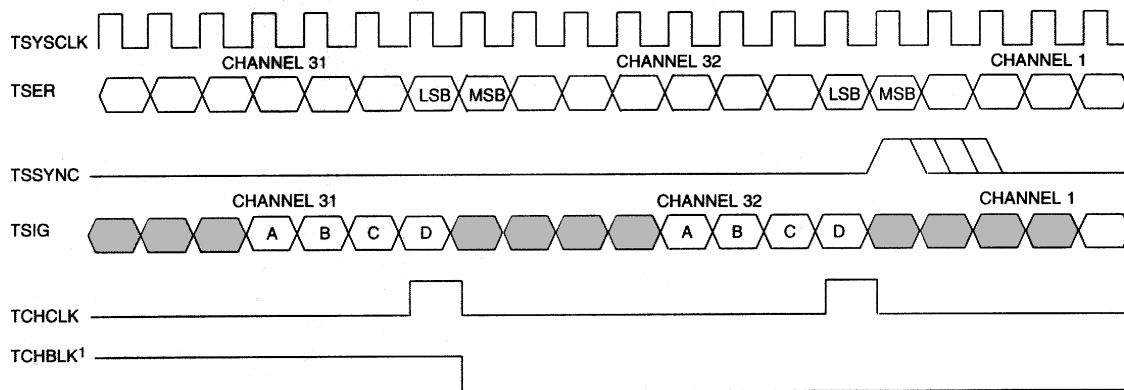 TSYSCLK
CHANNEL 31 CHANNEL 32 CHANNEL 1
TSER LSB MSB LSB MSB
TSSYNC
CHANNEL 31 CHANNEL 32 CHANNEL 1
TSIG A B C D A B C D
TCHCLK
TCHBLK¹